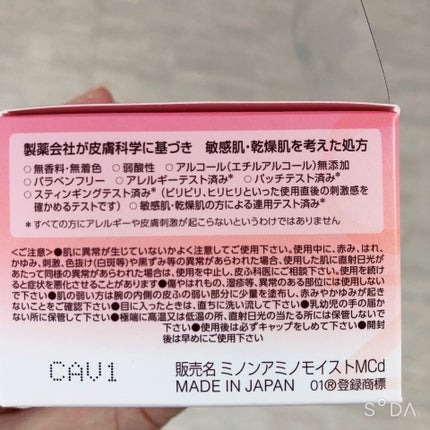 製薬会社が皮膚科学に基づき 敏感肌・乾燥肌を考えた処方
○無香料・無着色 ○弱酸性 ○アルコール(エチルアルコール)無添加
○パラベンフリー ○アレルギーテスト済み* ○パッチテスト済み*
○スティンギングテスト済み*(ピリピリ、ヒリヒリといった使用直後の刺激感を
確かめるテストです) ○敏感肌・乾燥肌の方による連用テスト済み*
*すべての方にアレルギーや皮膚刺激が起こらないというわけではありません
<ご注意>●肌に異常が生じていないかよく注意してご使用下さい。使用中に、赤み、はれ、
かゆみ、刺激、色抜け(白斑等)や黒ずみ等の異常があらわれた場合、使用した肌に直射日光が
あたって同様の異常があらわれた場合は、使用を中止し、皮ふ科医にご相談下さい。使用を続け
ると症状を悪化させることがあります●傷やはれもの、湿疹等、異常のある部位には使用しない
で下さい●肌の弱い方は腕の内側の皮ふの弱い部分に少量を塗布し、赤みやかゆみが起き
ないことをご確認下さい●目に入ったときは、直ちに洗い流して下さい●乳幼児の手の届か
ない所に保管して下さい●極端に高温又は低温の所、直射日光の当たる所には保管しない
で下さい●使用後は必ずキャップをしめて下さい●開封
後は早めにご使用下さい
CAV1
販売名 ミノンアミノモイストMCd
MADE IN JAPAN 01®登録商標
SODA